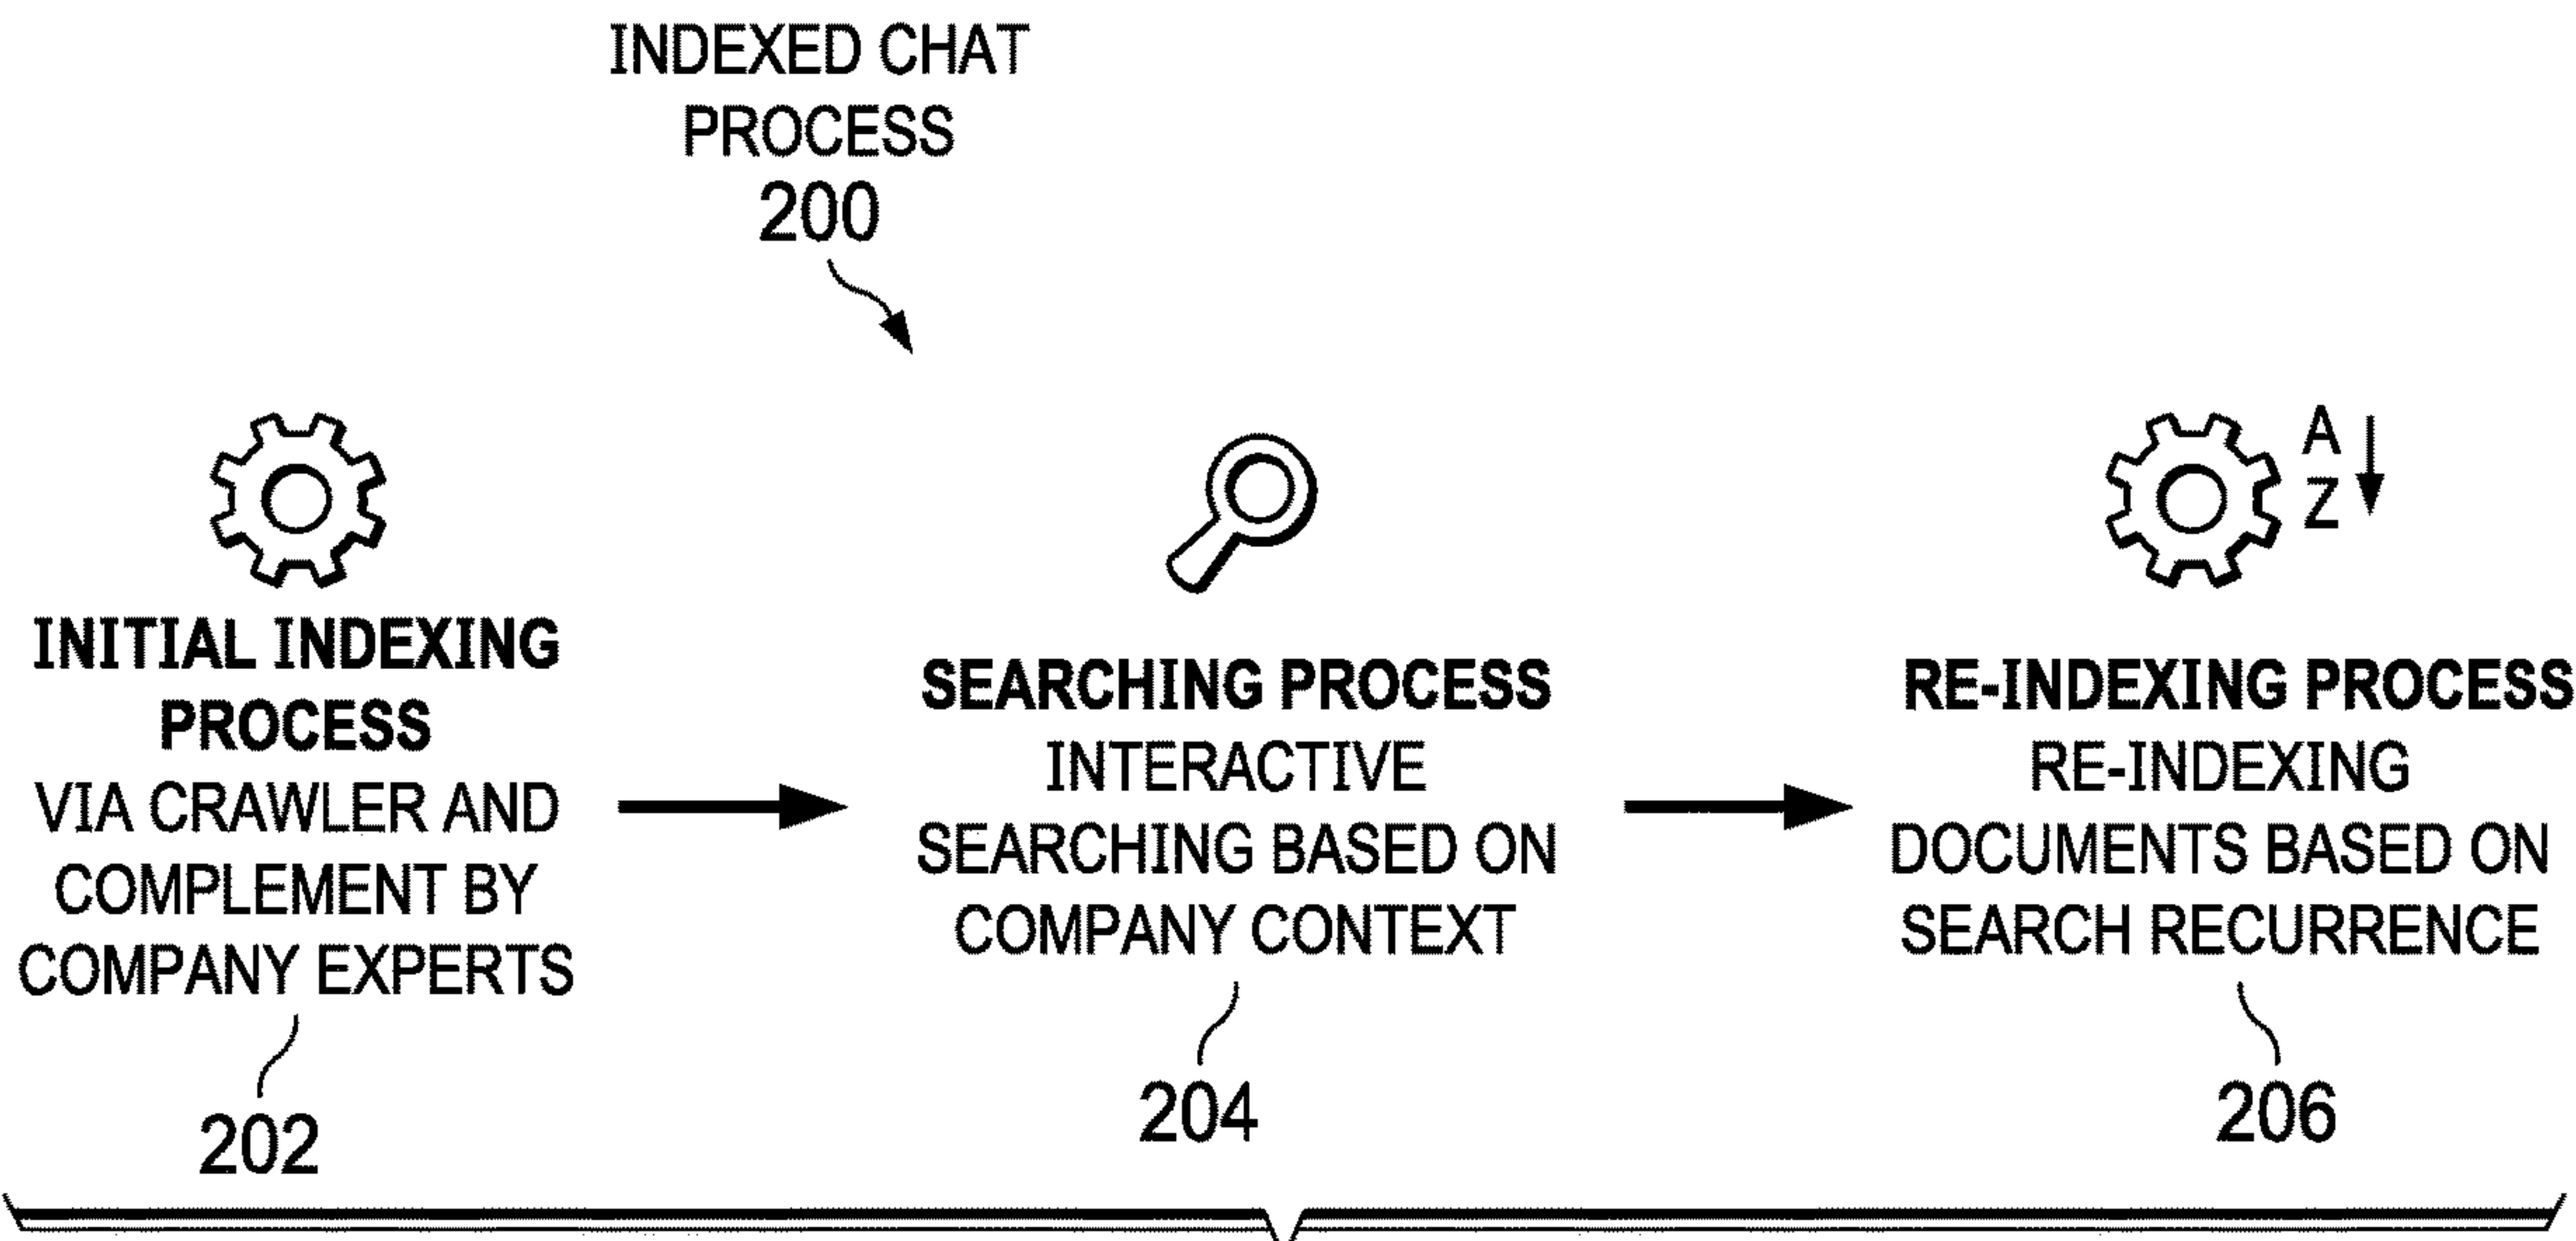 INDEXED CHAT
PROCESS
200
INITIAL INDEXING
PROCESS
VIA CRAWLER AND
COMPLEMENT BY
COMPANY EXPERTS
202
SEARCHING PROCESS
INTERACTIVE
SEARCHING BASED ON
COMPANY CONTEXT
204
A
Z
RE-INDEXING PROCESS
RE-INDEXING
DOCUMENTS BASED ON
SEARCH RECURRENCE
206